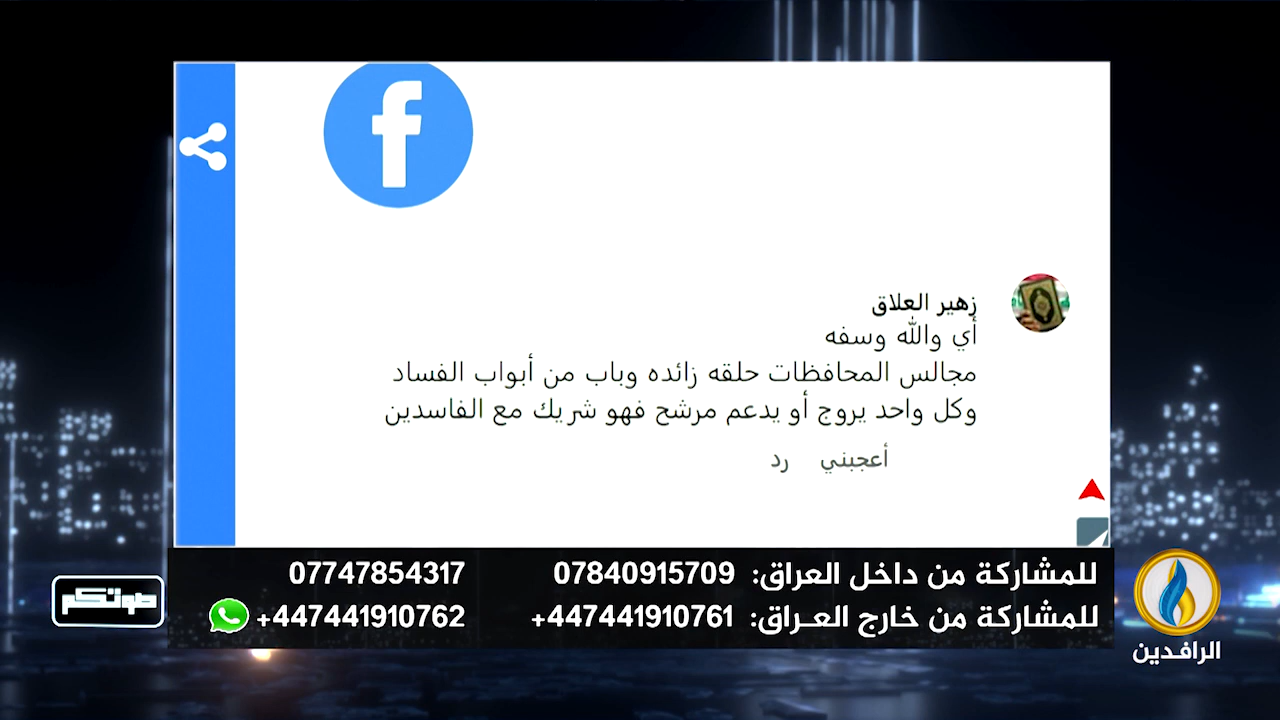 f
زهير العلاق
أي والله وسفه
مجالس المحافظات حلقه زائده وباب من أبواب الفساد
وكل واحد يروج أو يدعم مرشح فهو شريك مع الفاسدين
أعجبني رد
للمشاركة من داخل العراق: 07840915709 07747854317
للمشاركة من خارج العـراق: 447441910761+ 447441910762+
صوتكم
الرافدين